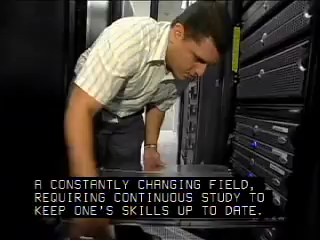 A CONSTANTLY CHANGING FIELD,
REQUIRING CONTINUOUS STUDY TO
KEEP ONE'S SKILLS UP TO DATE.